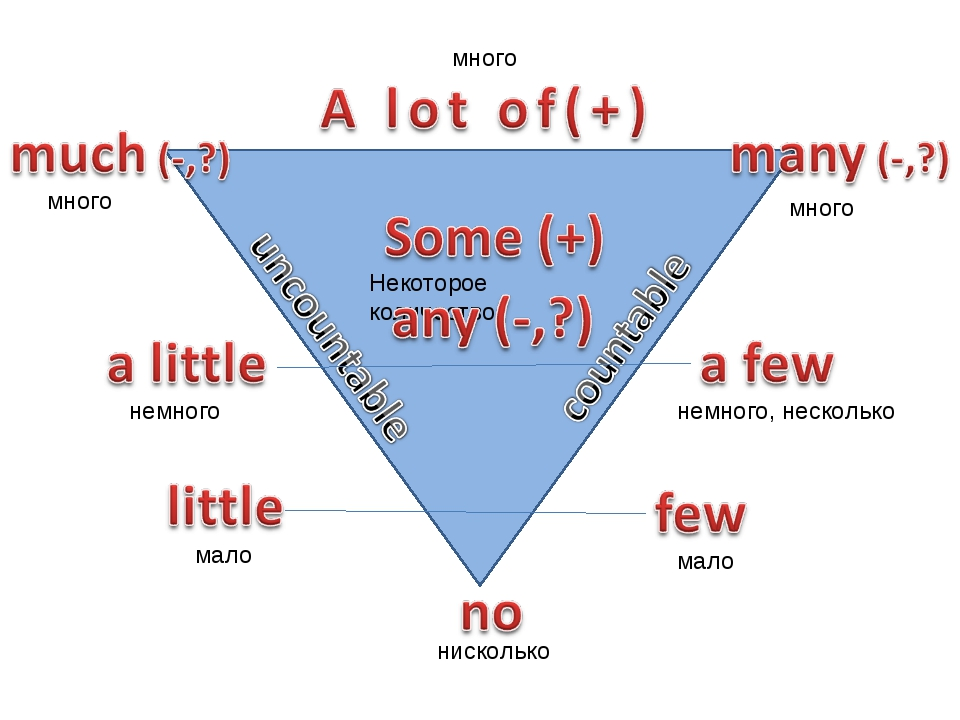 много
A lot of(+)
much (-,?)
many (-,?)
много
много
Some (+)
Некоторое
количество
any (-,?)
uncountable
countable
a little
a few
немного
немного, несколько
little
few
мало
мало
no
нисколько